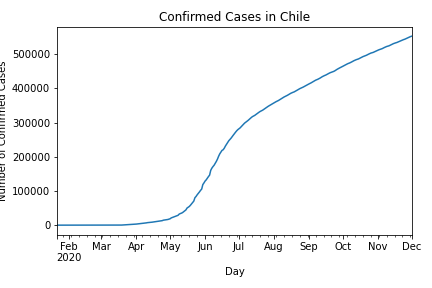 Confirmed Cases in Chile
Number of Confirmed Cases
500000
400000
300000
200000
100000
0
Feb Mar Apr May Jun Jul Aug Sep Oct Nov Dec
2020
Day